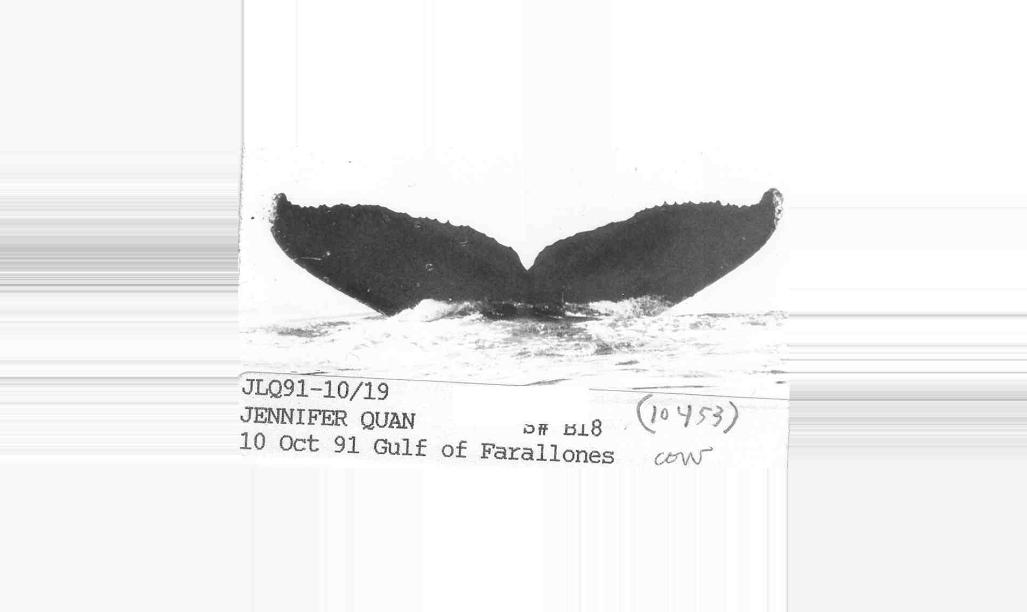 JLQ91-10/19
JENNIFER QUAN S# B18 (10453)
10 Oct 91 Gulf of Farallones cow